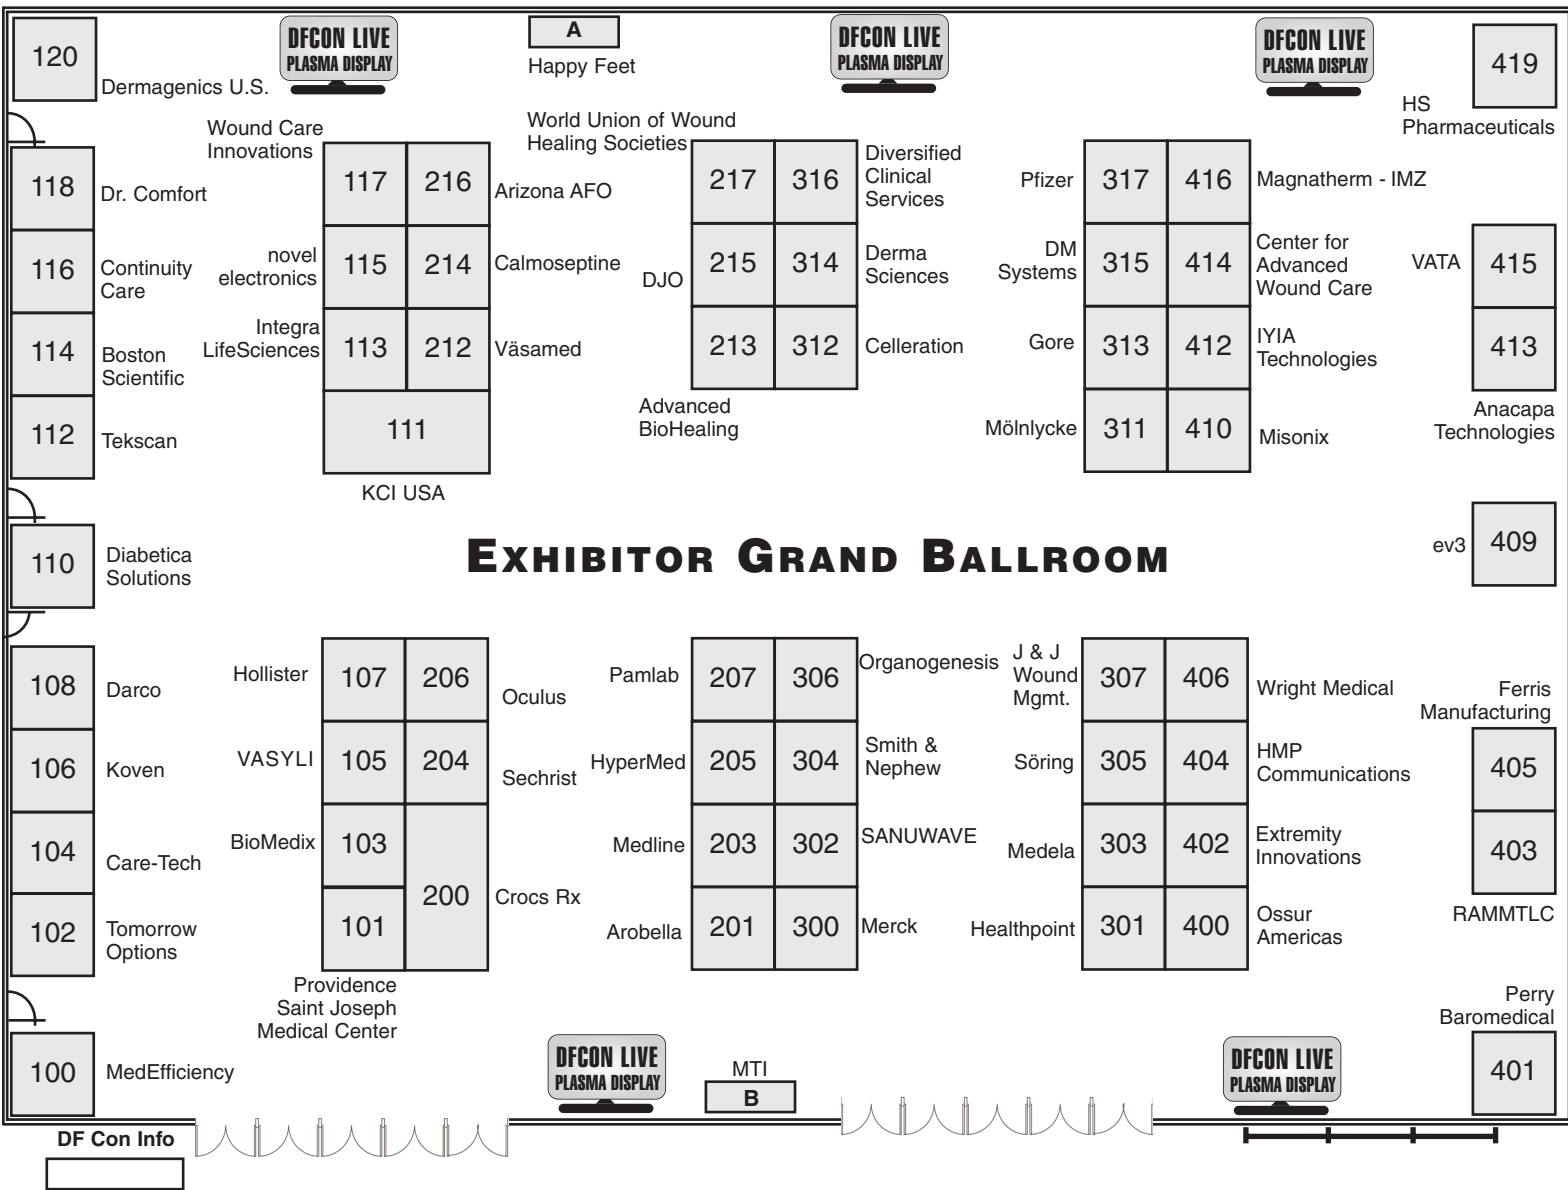 120
Dermagenics U.S.
DFCON LIVE
PLASMA DISPLAY
A
Happy Feet
DFCON LIVE
PLASMA DISPLAY
DFCON LIVE
PLASMA DISPLAY
419
HS
Pharmaceuticals
118
Dr. Comfort
116
Continuity
Care
114
Boston
Scientific
112
Tekscan
Wound Care
Innovations
117
216
Arizona AFO
novel
electronics
115
214
Calmoseptine
Integra
LifeSciences
113
212
Väsamed
111
KCI USA
World Union of Wound
Healing Societies
217
316
Diversified
Clinical
Services
DJO
215
314
Derma
Sciences
213
312
Celleration
Advanced
BioHealing
Pfizer
317
416
Magnatherm - IMZ
DM
Systems
315
414
Center for
Advanced
Wound Care
Gore
313
412
IYIA
Technologies
Mölnlycke
311
410
Misonix
VATA
415
413
Anacapa
Technologies
110
Diabetica
Solutions
EXHIBITOR GRAND BALLROOM
ev3
409
108
Darco
106
Koven
104
Care-Tech
102
Tomorrow
Options
Hollister
107
206
Oculus
VASYLI
105
204
Sechrist
BioMedix
103
200
Crocs Rx
101
Providence
Saint Joseph
Medical Center
Pamlab
207
306
Organogenesis
HyperMed
205
304
Smith &
Nephew
Medline
203
302
SANUWAVE
Arobella
201
300
Merck
J & J
Wound
Mgmt.
307
406
Wright Medical
Söring
305
404
HMP
Communications
Medela
303
402
Extremity
Innovations
Healthpoint
301
400
Ossur
Americas
Ferris
Manufacturing
405
403
RAMMTLC
100
MedEfficiency
DFCON LIVE
PLASMA DISPLAY
MTI
B
DFCON LIVE
PLASMA DISPLAY
Perry
Baromedical
401
DF Con Info